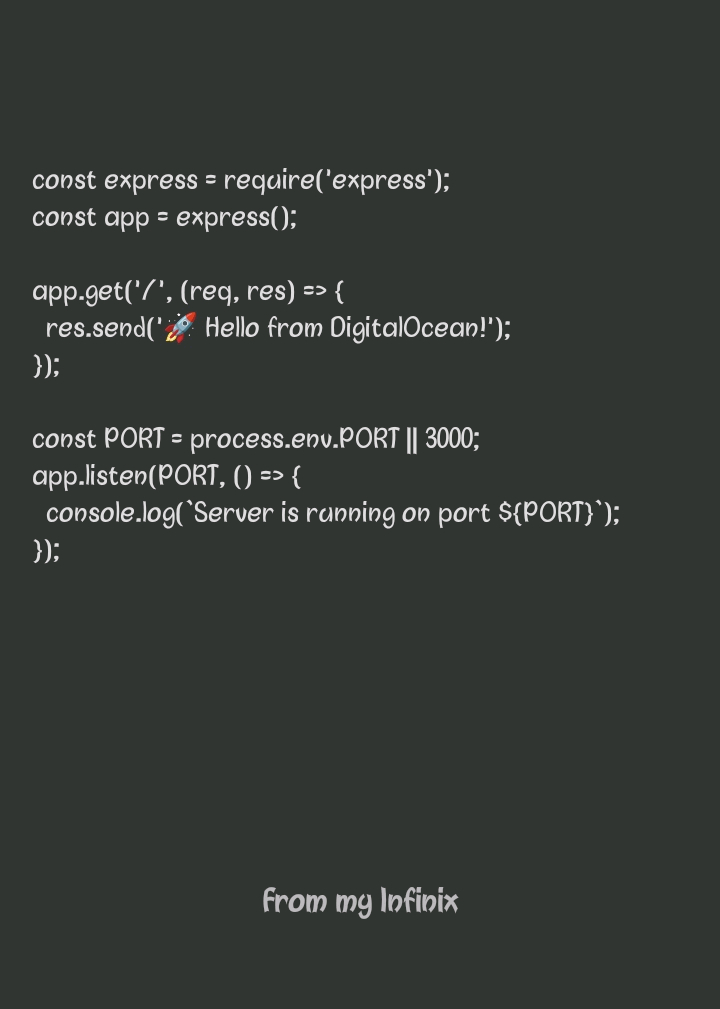 const express = require('express');
const app = express();
app.get('/', (req, res) => {
res.send('🚀 Hello from DigitalOcean!');
});
const PORT = process.env.PORT || 3000;
app.listen(PORT, () => {
console.log(`Server is running on port ${PORT}`);
});
From my Infinix